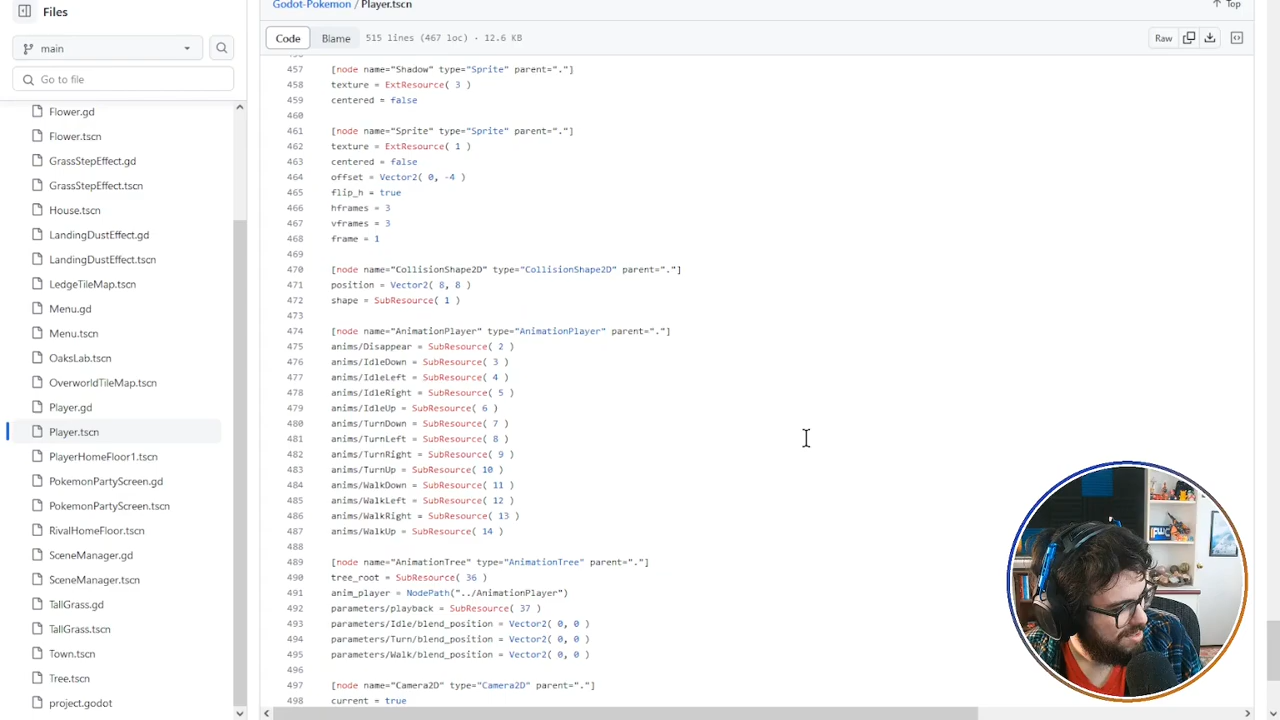 Files
main
Go to file
Flower.gd
Flower.tscn
GrassStepEffect.gd
GrassStepEffect.tscn
House.tscn
LandingDustEffect.gd
LandingDustEffect.tscn
LedgeTileMap.tscn
Menu.gd
Menu.tscn
OaksLab.tscn
OverworldTileMap.tscn
Player.gd
Player.tscn
PlayerHomeFloor1.tscn
PokemonPartyScreen.gd
PokemonPartyScreen.tscn
RivalHomeFloor.tscn
SceneManager.gd
SceneManager.tscn
TallGrass.gd
TallGrass.tscn
Town.tscn
Tree.tscn
project.godot
Godot-Pokemon / Player.tscn
Top
Code Blame 515 lines (467 loc) · 12.6 KB
Raw
457 [node name="Shadow" type="Sprite" parent="."]
458 texture = ExtResource( 3 )
459 centered = false
460
461 [node name="Sprite" type="Sprite" parent="."]
462 texture = ExtResource( 1 )
463 centered = false
464 offset = Vector2( 0, -4 )
465 flip_h = true
466 hframes = 3
467 vframes = 3
468 frame = 1
469
470 [node name="CollisionShape2D" type="CollisionShape2D" parent="."]
471 position = Vector2( 8, 8 )
472 shape = SubResource( 1 )
473
474 [node name="AnimationPlayer" type="AnimationPlayer" parent="."]
475 anims/Disappear = SubResource( 2 )
476 anims/IdleDown = SubResource( 3 )
477 anims/IdleLeft = SubResource( 4 )
478 anims/IdleRight = SubResource( 5 )
479 anims/IdleUp = SubResource( 6 )
480 anims/TurnDown = SubResource( 7 )
481 anims/TurnLeft = SubResource( 8 )
482 anims/TurnRight = SubResource( 9 )
483 anims/TurnUp = SubResource( 10 )
484 anims/WalkDown = SubResource( 11 )
485 anims/WalkLeft = SubResource( 12 )
486 anims/WalkRight = SubResource( 13 )
487 anims/WalkUp = SubResource( 14 )
488
489 [node name="AnimationTree" type="AnimationTree" parent="."]
490 tree_root = SubResource( 36 )
491 anim_player = NodePath("../AnimationPlayer")
492 parameters/playback = SubResource( 37 )
493 parameters/Idle/blend_position = Vector2( 0, 0 )
494 parameters/Turn/blend_position = Vector2( 0, 0 )
495 parameters/Walk/blend_position = Vector2( 0, 0 )
496
497 [node name="Camera2D" type="Camera2D" parent="."]
498 current = true